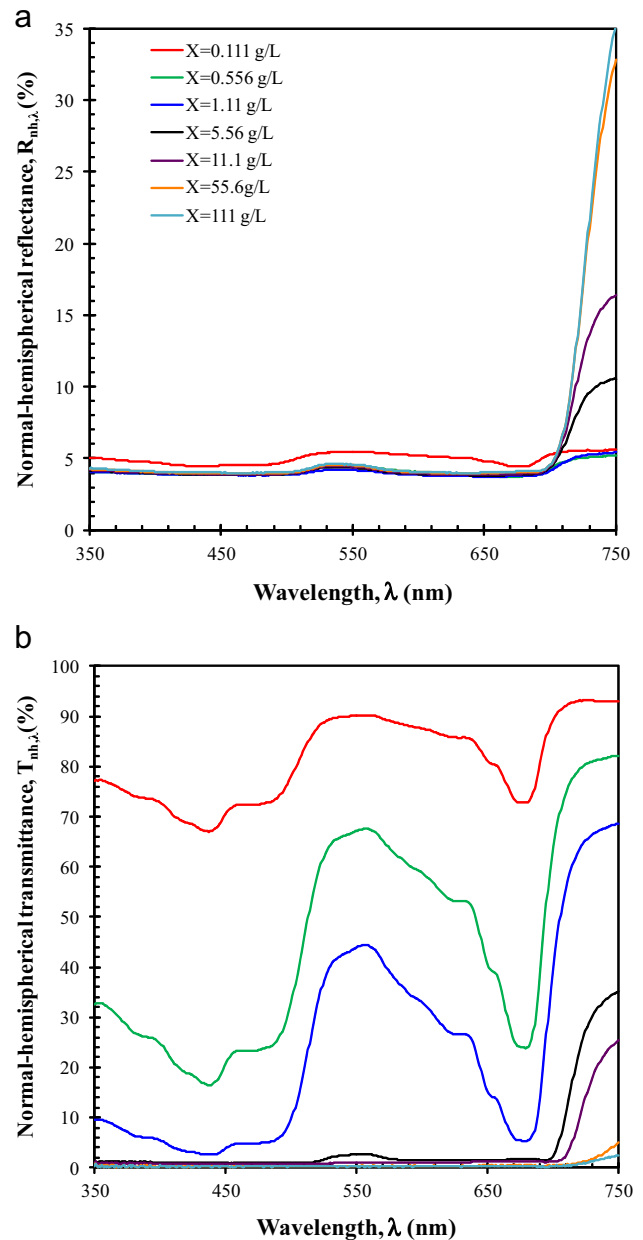 a
35
30
25
20
15
10
5
0
Normal-hemispherical reflectance, Rnh,λ (%)
X=0.111 g/L
X=0.556 g/L
X=1.11 g/L
X=5.56 g/L
X=11.1 g/L
X=55.6g/L
X=111 g/L
350 450 550 650 750
Wavelength, λ (nm)
b
100
90
80
70
60
50
40
30
20
10
0
Normal-hemispherical transmittance, Tnh,λ(%)
350 450 550 650 750
Wavelength, λ (nm)